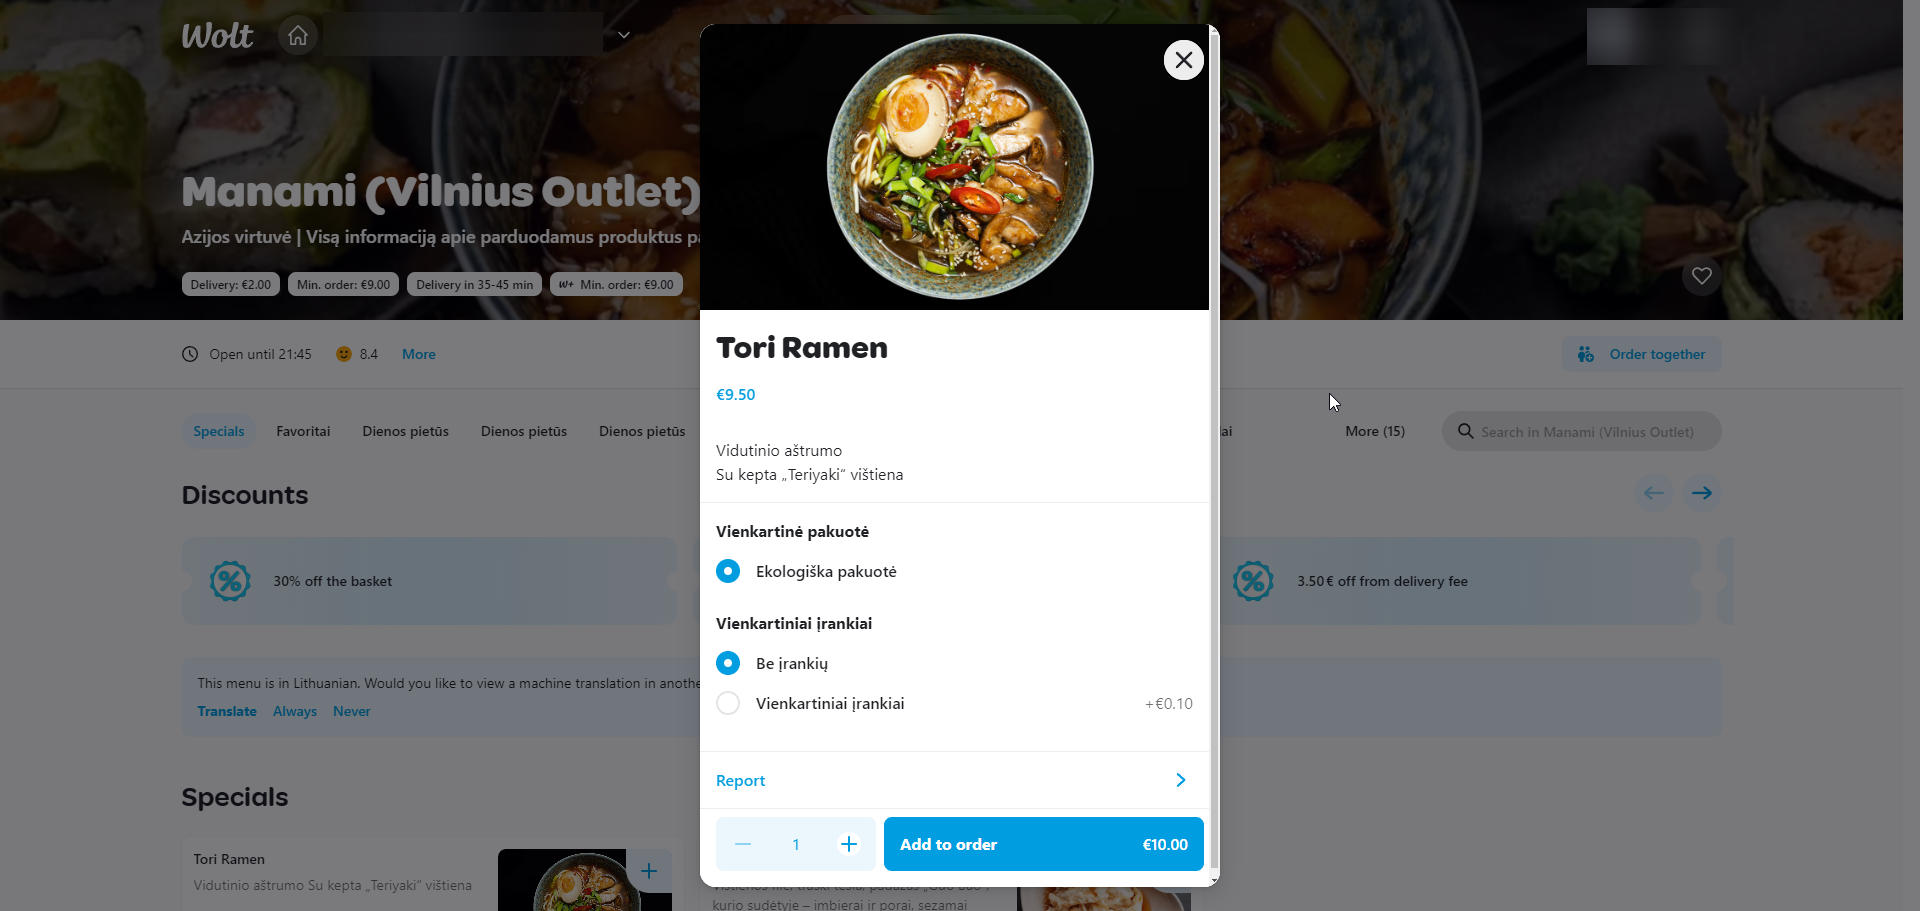 Wolt
Manami (Vilnius Outlet)
Azijos virtuvė | Visą informaciją apie parduodamus produktus
Delivery: €2.00
Min. order: €9.00
Delivery in 35-45 min
W+ Min. order: €9.00
Open until 21:45
8.4
More
Order together
Specials
Favoritai
Dienos pietūs
Dienos pietūs
Dienos pietūs
More (15)
Search in Manami (Vilnius Outlet)
Discounts
30% off the basket
3.50€ off from delivery fee
This menu is in Lithuanian. Would you like to view a machine translation in
Translate
Always
Never
Specials
Tori Ramen
Vidutinio aštrumo Su kepta „Teriyaki“ vištiena
kurio sudėtyje – imbierai ir porai, sezamai
Tori Ramen
€9.50
Vidutinio aštrumo
Su kepta „Teriyaki“ vištiena
Vienkartinė pakuotė
Ekologiška pakuotė
Vienkartiniai įrankiai
Be įrankių
Vienkartiniai įrankiai
+€0.10
Report
1
Add to order
€10.00